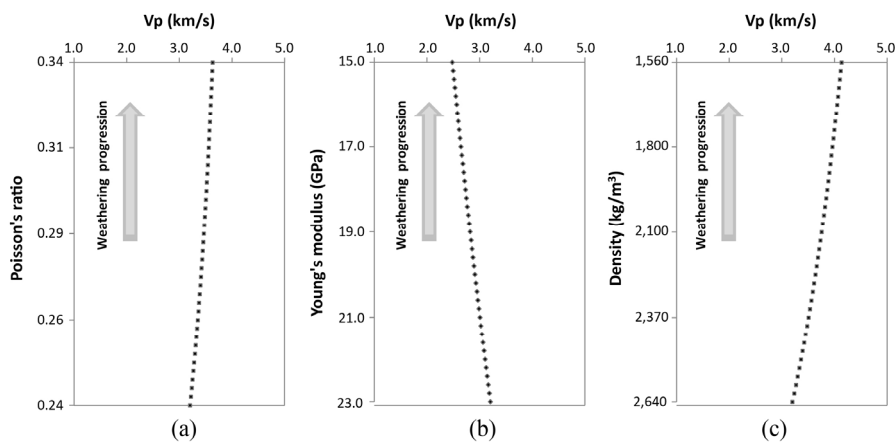 Vp (km/s)
1.0 2.0 3.0 4.0 5.0
0.34
0.31
0.29
0.26
0.24
Poisson's ratio
Weathering progression
(a)
Vp (km/s)
1.0 2.0 3.0 4.0 5.0
15.0
17.0
19.0
21.0
23.0
Young's modulus (GPa)
Weathering progression
(b)
Vp (km/s)
1.0 2.0 3.0 4.0 5.0
1,560
1,800
2,100
2,370
2,640
Density [kg/m³)
Weathering progression
(c)